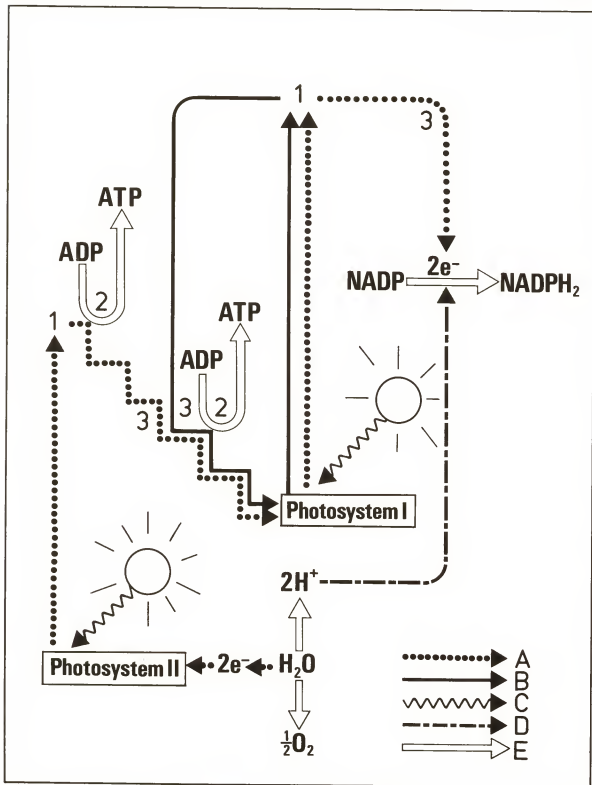 1
3
ATP
ADP
2
ATP
2e⁻
NADP
NADPH₂
1
ADP
3
3
2
Photosystem I
2H⁺
Photosystem II
2e⁻
H₂O
½O₂
A
B
C
D
E